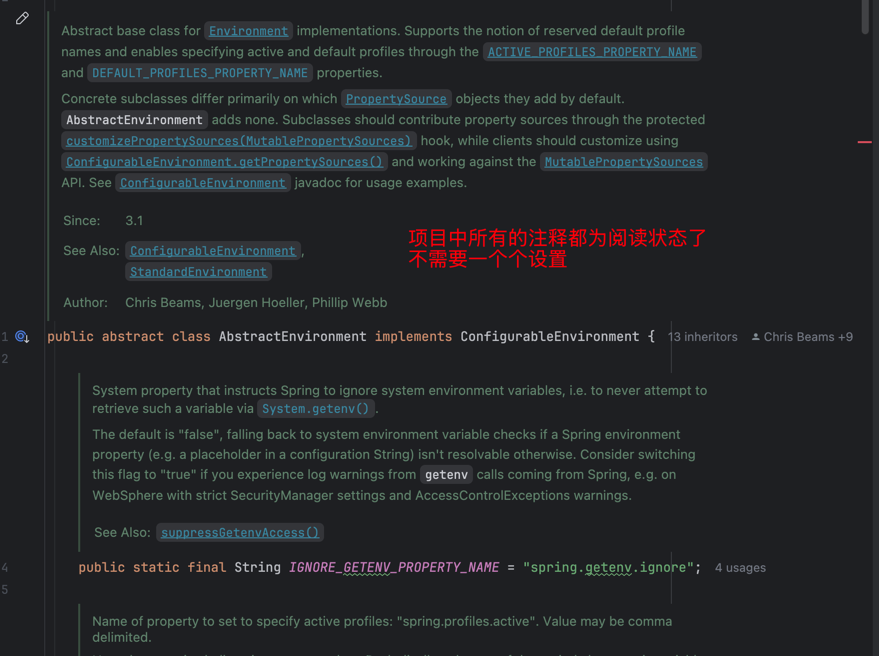 Abstract base class for Environment implementations. Supports the notion of reserved default profile
names and enables specifying active and default profiles through the ACTIVE_PROFILES_PROPERTY_NAME
and DEFAULT_PROFILES_PROPERTY_NAME properties.
Concrete subclasses differ primarily on which PropertySource objects they add by default.
AbstractEnvironment adds none. Subclasses should contribute property sources through the protected
customizePropertySources(MutablePropertySources) hook, while clients should customize using
ConfigurableEnvironment.getPropertySources() and working against the MutablePropertySources
API. See ConfigurableEnvironment javadoc for usage examples.
Since: 3.1
项目中所有的注释都为阅读状态了
不需要一个个设置
See Also: ConfigurableEnvironment,
StandardEnvironment
Author: Chris Beams, Juergen Hoeller, Phillip Webb
1 public abstract class AbstractEnvironment implements ConfigurableEnvironment { 13 inheritors Chris Beams +9
2
System property that instructs Spring to ignore system environment variables, i.e. to never attempt to
retrieve such a variable via System.getenv().
The default is "false", falling back to system environment variable checks if a Spring environment
property (e.g. a placeholder in a configuration String) isn't resolvable otherwise. Consider switching
this flag to "true" if you experience log warnings from getenv calls coming from Spring, e.g. on
WebSphere with strict SecurityManager settings and AccessControlExceptions warnings.
See Also: suppressGetenvAccess()
4 public static final String IGNORE_GETENV_PROPERTY_NAME = "spring.getenv.ignore"; 4 usages
5
Name of property to set to specify active profiles: "spring.profiles.active". Value may be comma
delimited.